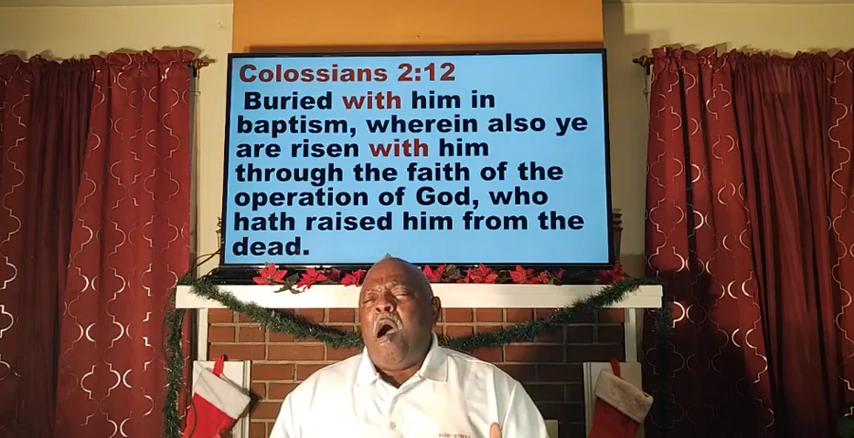 Colossians 2:12
Buried with him in
baptism, wherein also ye
are risen with him
through the faith of the
operation of God, who
hath raised him from the
dead.